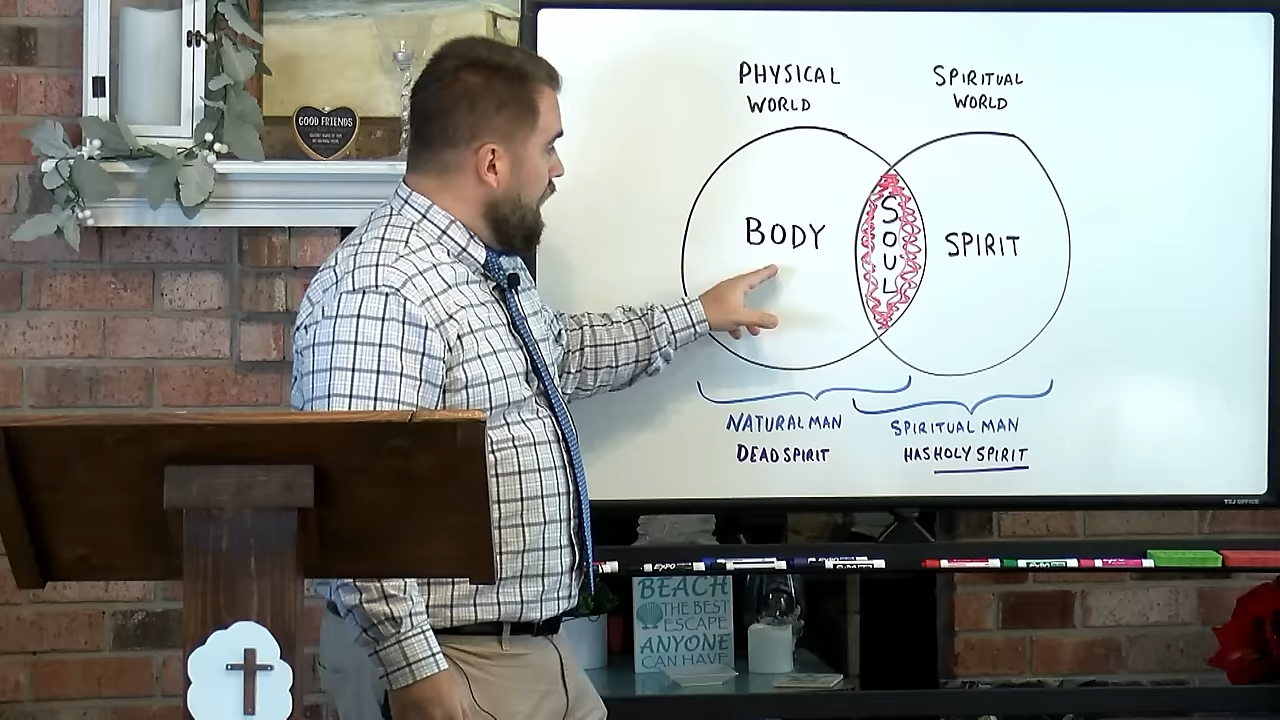 GOOD FRIENDS
PHYSICAL
WORLD
SPIRITUAL
WORLD
BODY
SOUL
SPIRIT
NATURAL MAN
DEAD SPIRIT
SPIRITUAL MAN
HAS HOLY SPIRIT
EXPO
BEACH
THE BEST
ESCAPE
ANYONE
CAN HAVE